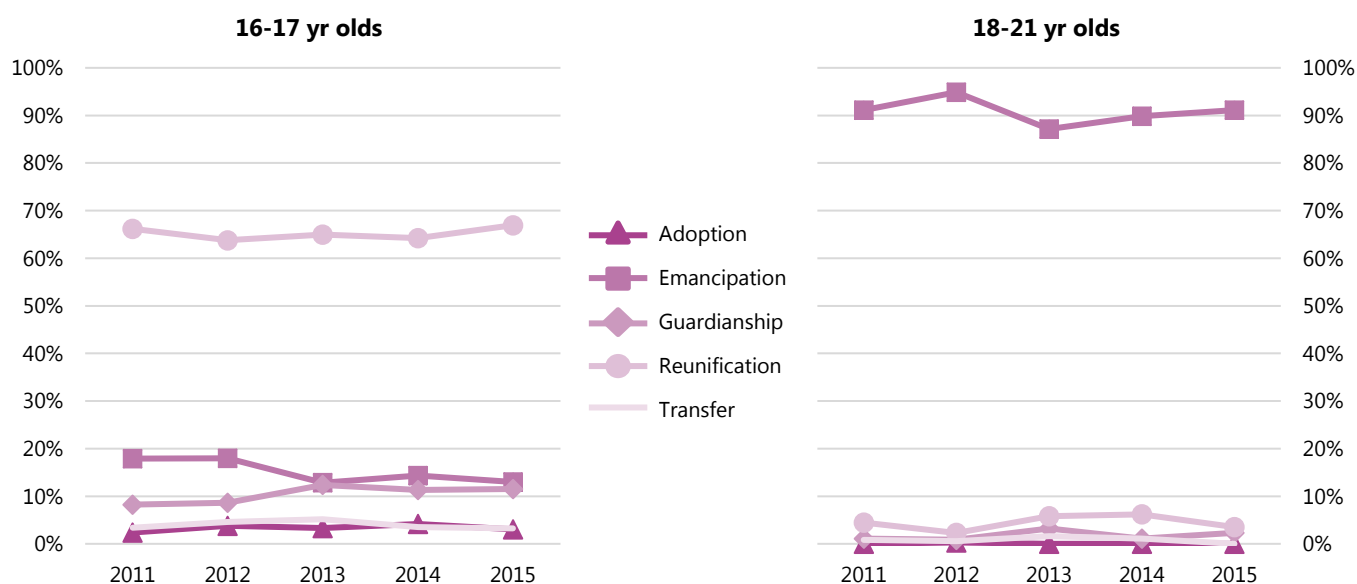 16-17 yr olds
100%
90%
80%
70%
60%
50%
40%
30%
20%
10%
0%
2011 2012 2013 2014 2015
Adoption
Emancipation
Guardianship
Reunification
Transfer
18-21 yr olds
100%
90%
80%
70%
60%
50%
40%
30%
20%
10%
0%
2011 2012 2013 2014 2015